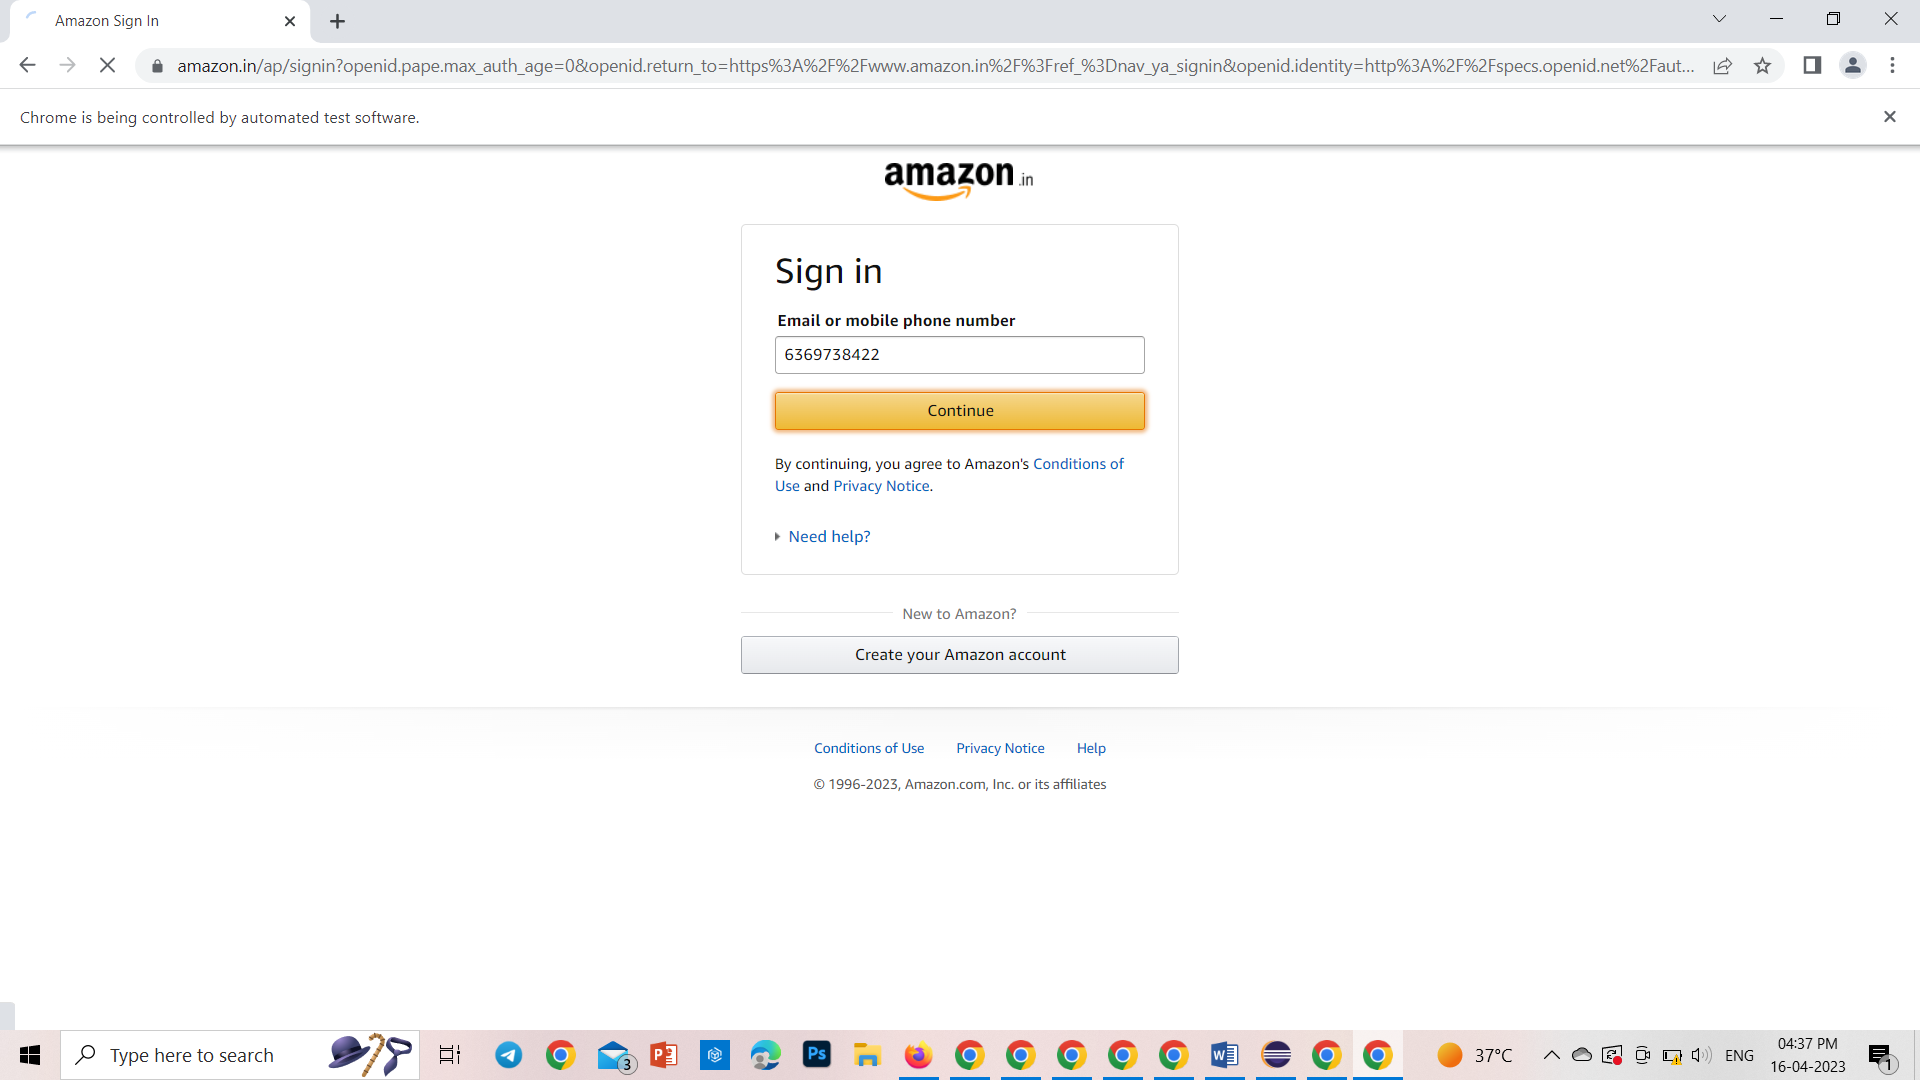 Amazon Sign In
amazon.in/ap/signin?openid.pape.max_auth_age=0&openid.return_to=https%3A%2F%2Fwww.amazon.in%2F%3Fref_%3Dnav_ya_signin&openid.identity=http%3A%2F%2Fspecs.openid.net%2Faut...
Chrome is being controlled by automated test software.
amazon.in
Sign in
Email or mobile phone number
6369738422
Continue
By continuing, you agree to Amazon's Conditions of
Use and Privacy Notice.
Need help?
New to Amazon?
Create your Amazon account
Conditions of Use Privacy Notice Help
© 1996-2023, Amazon.com, Inc. or its affiliates
Type here to search
3
Ps
37°C
ENG
04:37 PM
16-04-2023
1